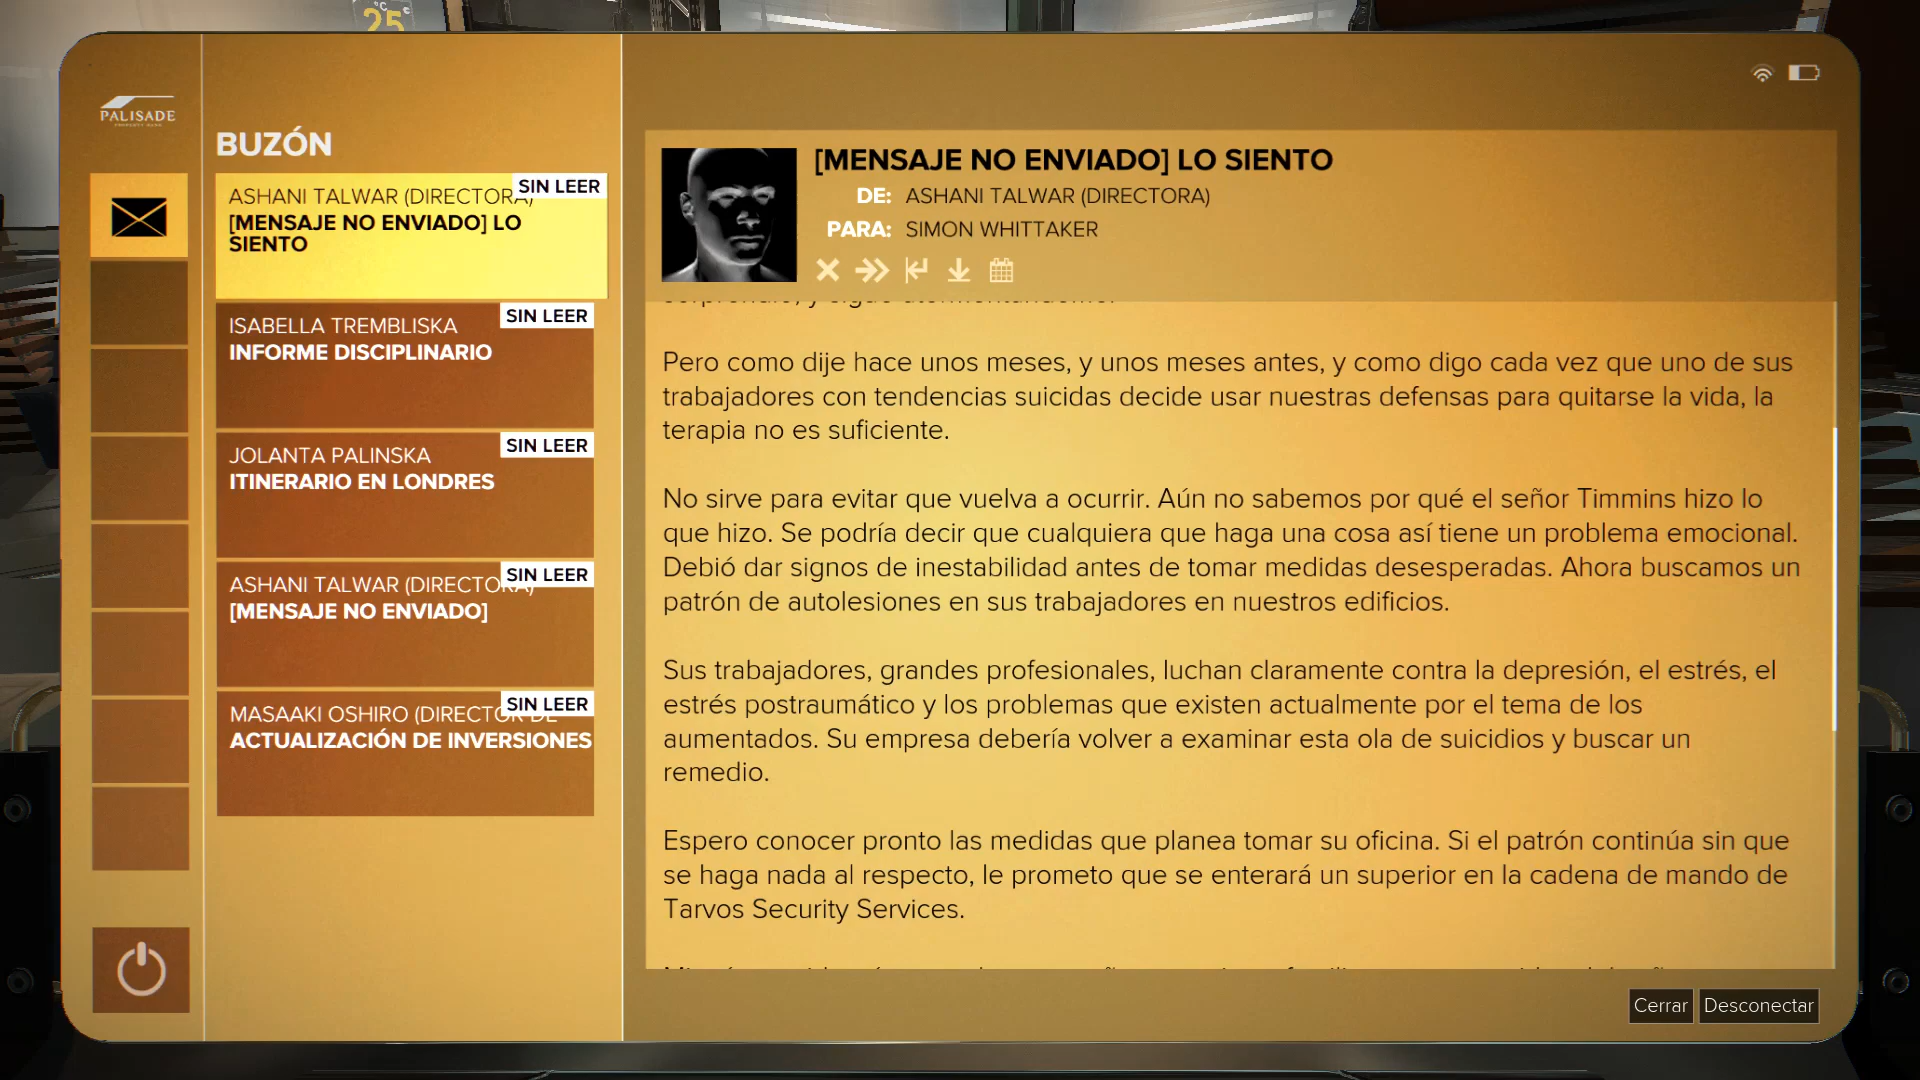 °C
25
PALISADE
BUZÓN
ASHANI TALWAR (DIRECTORA)
SIN LEER
[MENSAJE NO ENVIADO] LO
SIENTO
ISABELLA TREMBLISKA
SIN LEER
INFORME DISCIPLINARIO
JOLANTA PALINSKA
SIN LEER
ITINERARIO EN LONDRES
ASHANI TALWAR (DIRECTORA)
SIN LEER
[MENSAJE NO ENVIADO]
MASAAKI OSHIRO (DIRECTOR DE
SIN LEER
ACTUALIZACIÓN DE INVERSIONES
[MENSAJE NO ENVIADO] LO SIENTO
DE: ASHANI TALWAR (DIRECTORA)
PARA: SIMON WHITTAKER
Pero como dije hace unos meses, y unos meses antes, y como digo cada vez que uno de sus
trabajadores con tendencias suicidas decide usar nuestras defensas para quitarse la vida, la
terapia no es suficiente.
No sirve para evitar que vuelva a ocurrir. Aún no sabemos por qué el señor Timmins hizo lo
que hizo. Se podría decir que cualquiera que haga una cosa así tiene un problema emocional.
Debió dar signos de inestabilidad antes de tomar medidas desesperadas. Ahora buscamos un
patrón de autolesiones en sus trabajadores en nuestros edificios.
Sus trabajadores, grandes profesionales, luchan claramente contra la depresión, el estrés, el
estrés postraumático y los problemas que existen actualmente por el tema de los
aumentados. Su empresa debería volver a examinar esta ola de suicidios y buscar un
remedio.
Espero conocer pronto las medidas que planea tomar su oficina. Si el patrón continúa sin que
se haga nada al respecto, le prometo que se enterará un superior en la cadena de mando de
Tarvos Security Services.
Cerrar
Desconectar